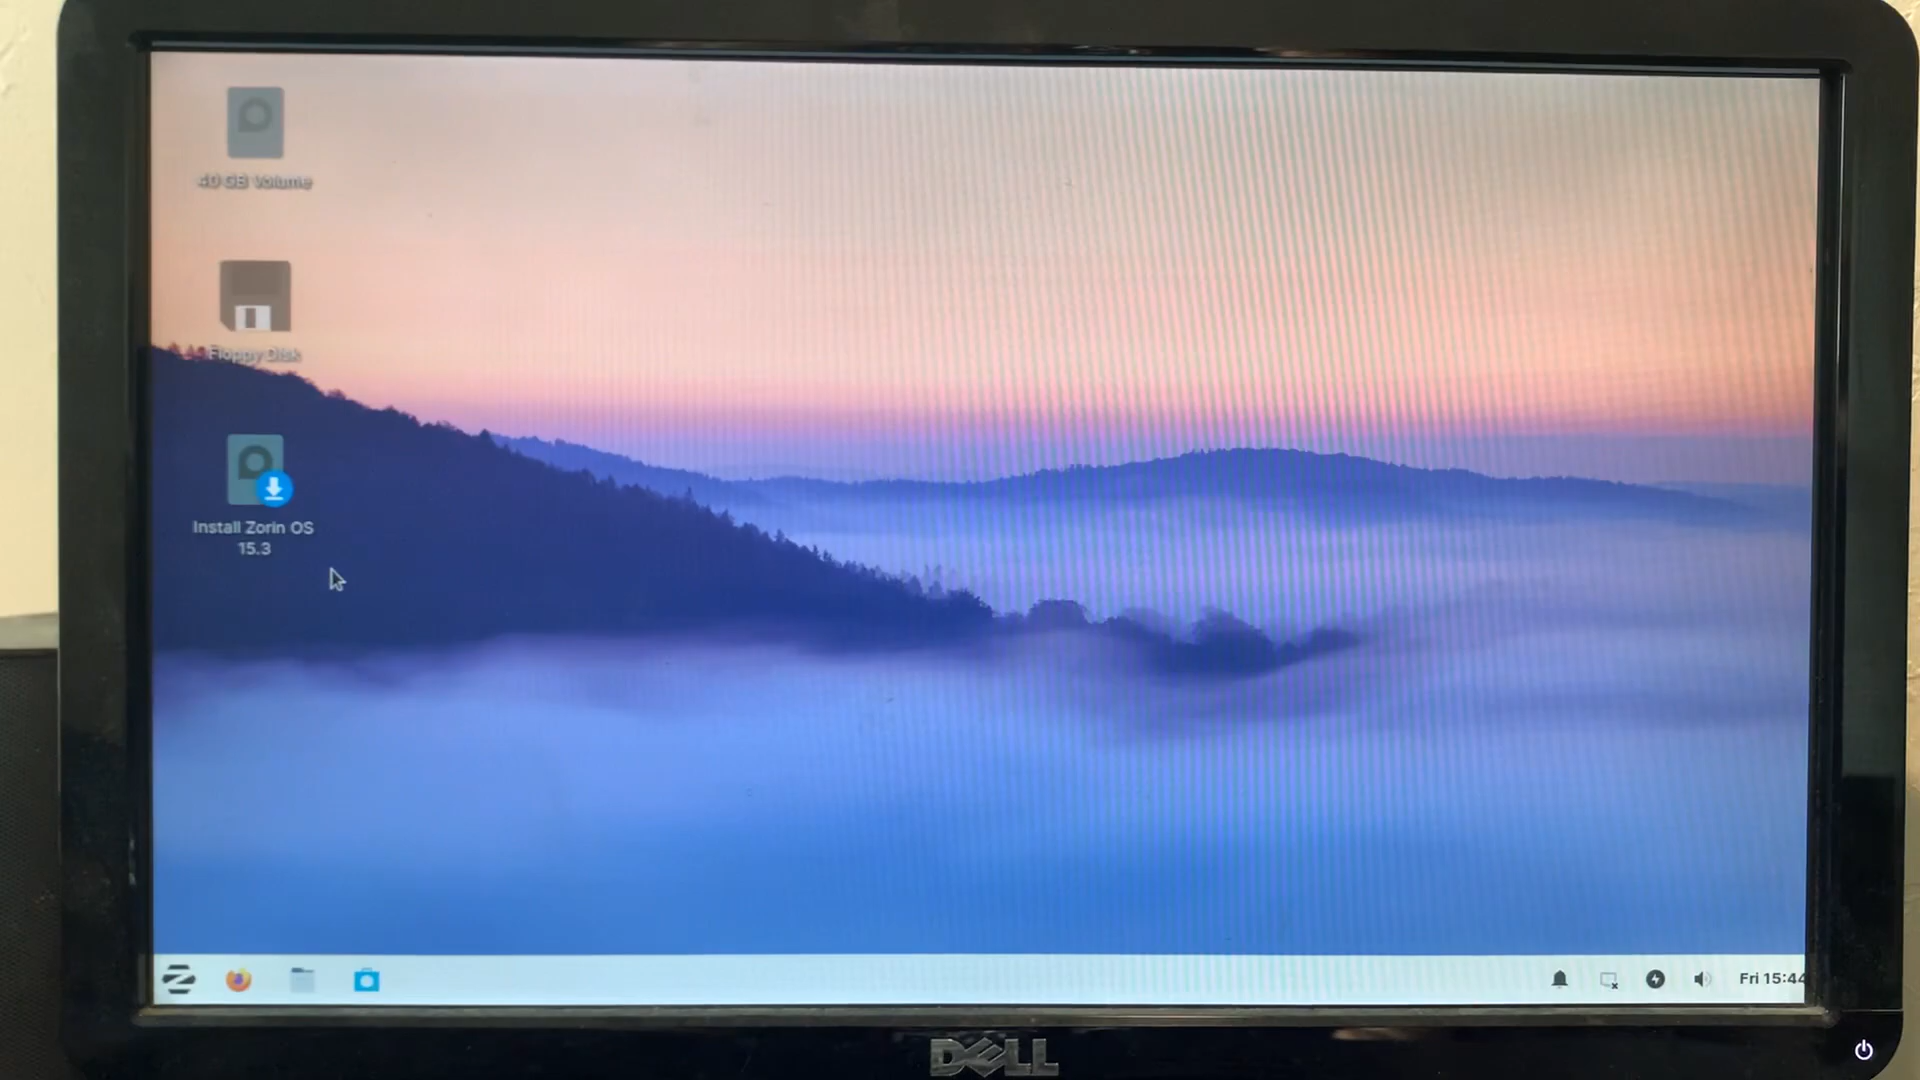 40 GB Volume
Floppy Disk
Install Zorin OS
15.3
Fri 15:44
DELL